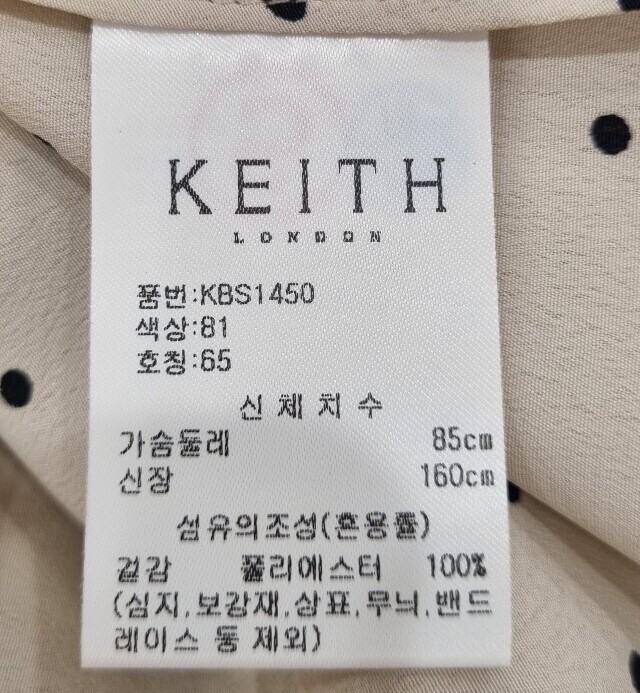 KEITH
LONDON
품번:KBS1450
색상:81
호칭:65
신체치수
가슴둘레 85cm
신장 160cm
섬유의조성(혼용률)
겉감 폴리에스터 100%
(심지,보강재,상표,무늬,밴드
레이스 등 제외)